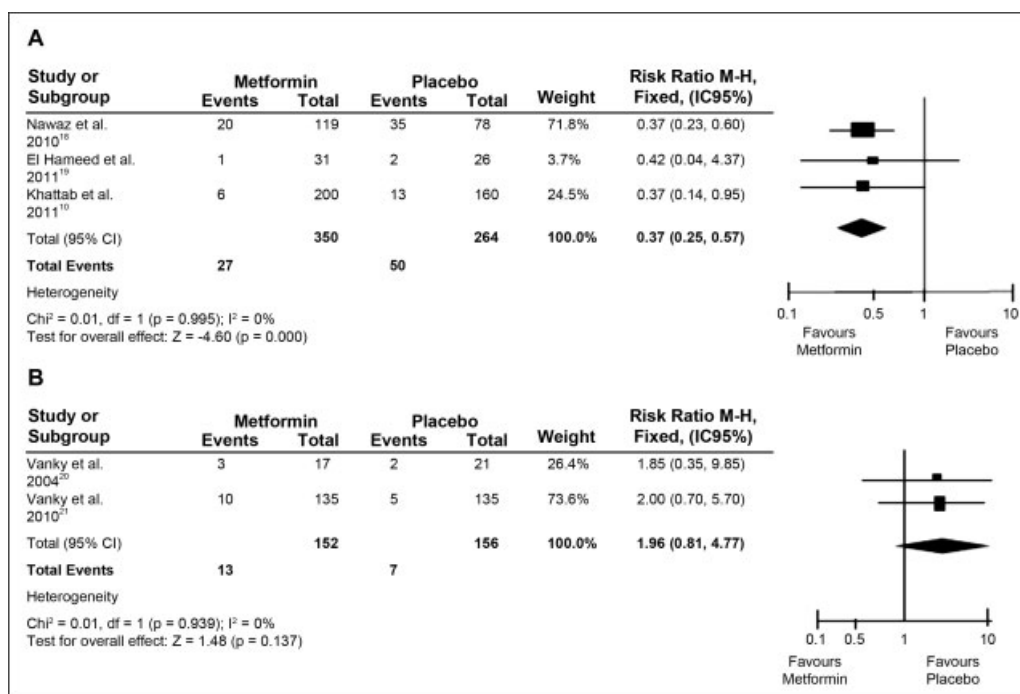 A
Study or Subgroup Metformin Placebo Weight Risk Ratio M-H, Fixed, (IC95%)
Events Total Events Total
Nawaz et al. 2010¹⁸ 20 119 35 78 71.8% 0.37 (0.23, 0.60)
El Hameed et al. 2011¹⁹ 1 31 2 26 3.7% 0.42 (0.04, 4.37)
Khattab et al. 2011¹⁰ 6 200 13 160 24.5% 0.37 (0.14, 0.95)
Total (95% CI) 350 264 100.0% 0.37 (0.25, 0.57)
Total Events 27 50
Heterogeneity
Chi² = 0.01, df = 1 (p = 0.995); I² = 0%
Test for overall effect: Z = -4.60 (p = 0.000)
0.1 0.5 1 10
Favours Metformin Favours Placebo
B
Study or Subgroup Metformin Placebo Weight Risk Ratio M-H, Fixed, (IC95%)
Events Total Events Total
Vanky et al. 2004²⁰ 3 17 2 21 26.4% 1.85 (0.35, 9.85)
Vanky et al. 2010²¹ 10 135 5 135 73.6% 2.00 (0.70, 5.70)
Total (95% CI) 152 156 100.0% 1.96 (0.81, 4.77)
Total Events 13 7
Heterogeneity
Chi² = 0.01, df = 1 (p = 0.939); I² = 0%
Test for overall effect: Z = 1.48 (p = 0.137)
0.1 0.5 1 10
Favours Metformin Favours Placebo